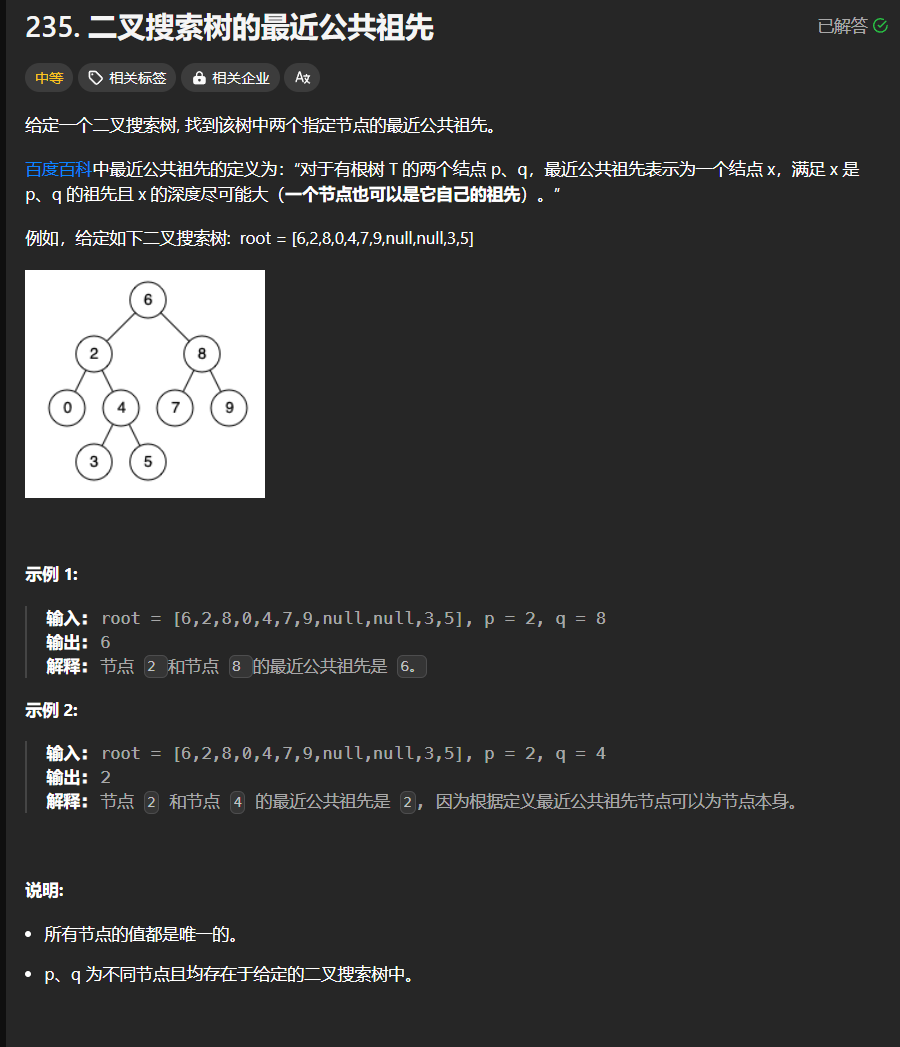 235. 二叉搜索树的最近公共祖先
已解答
中等 相关标签 相关企业
给定一个二叉搜索树, 找到该树中两个指定节点的最近公共祖先。
百度百科中最近公共祖先的定义为：“对于有根树 T 的两个结点 p、q，最近公共祖先表示为一个结点 x，满足 x 是
p、q 的祖先且 x 的深度尽可能大（一个节点也可以是它自己的祖先）。”
例如，给定如下二叉搜索树: root = [6,2,8,0,4,7,9,null,null,3,5]
6
2 8
0 4 7 9
3 5
示例 1:
输入: root = [6,2,8,0,4,7,9,null,null,3,5], p = 2, q = 8
输出: 6
解释: 节点 2 和节点 8 的最近公共祖先是 6。
示例 2:
输入: root = [6,2,8,0,4,7,9,null,null,3,5], p = 2, q = 4
输出: 2
解释: 节点 2 和节点 4 的最近公共祖先是 2, 因为根据定义最近公共祖先节点可以为节点本身。
说明:
• 所有节点的值都是唯一的。
• p、q 为不同节点且均存在于给定的二叉搜索树中。